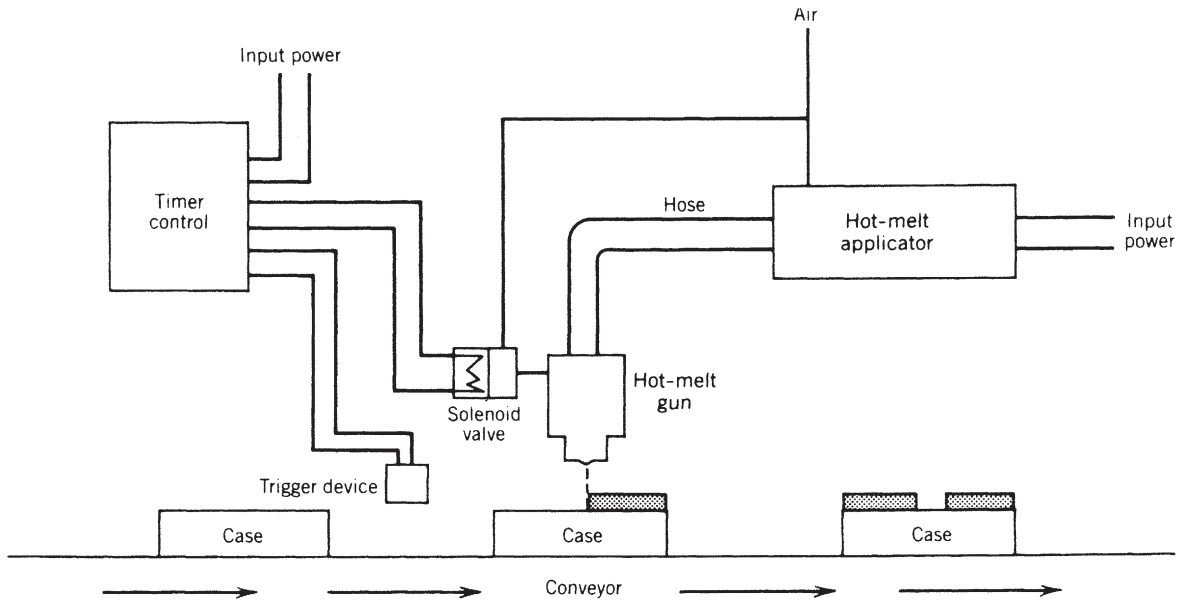 Air
Input power
Timer
control
Hose
Hot-melt
applicator
Input
power
Solenoid
valve
Hot-melt
gun
Trigger device
Case
Case
Case
Conveyor